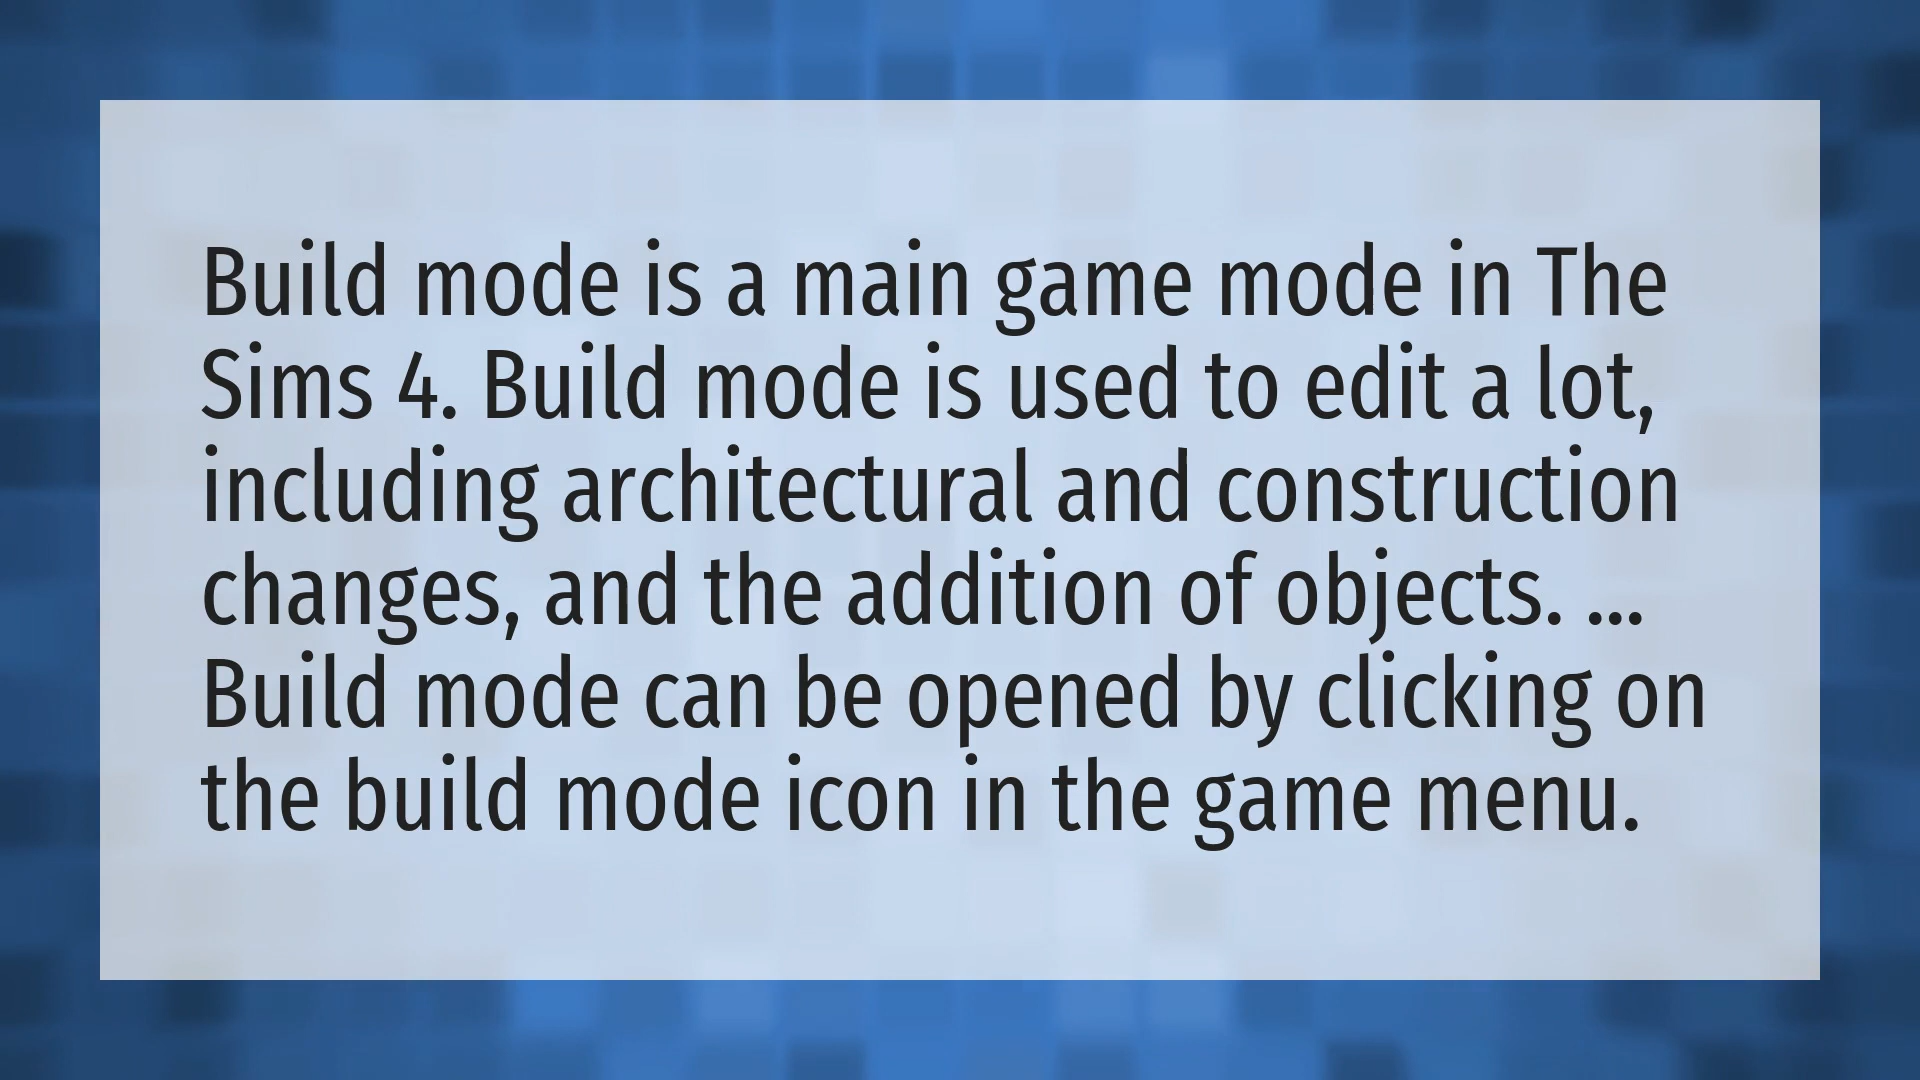 Build mode is a main game mode in The
Sims 4. Build mode is used to edit a lot,
including architectural and construction
changes, and the addition of objects. ...
Build mode can be opened by clicking on
the build mode icon in the game menu.